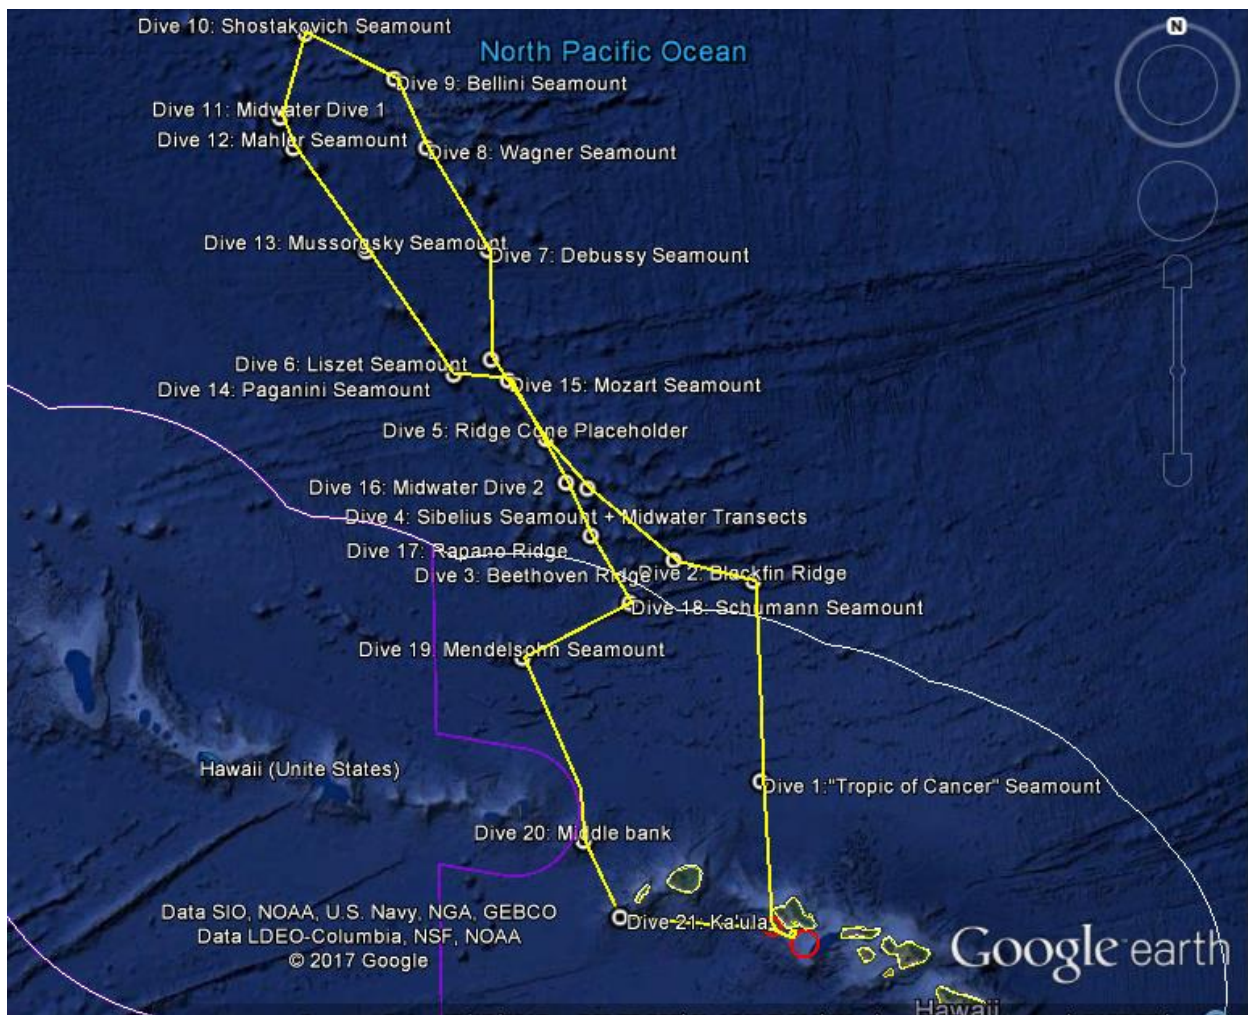 Dive 10: Shostakovich Seamount
N
North Pacific Ocean
Dive 9: Bellini Seamount
Dive 11: Midwater Dive 1
Dive 12: Mahler Seamount
Dive 8: Wagner Seamount
Dive 13: Mussorgsky Seamount
Dive 7: Debussy Seamount
Dive 6: Liszet Seamount
Dive 14: Paganini Seamount
Dive 15: Mozart Seamount
Dive 5: Ridge Cone Placeholder
Dive 16: Midwater Dive 2
Dive 4: Sibelius Seamount + Midwater Transects
Dive 17: Rapano Ridge
Dive 3: Beethoven Ridge
Dive 2: Blackfin Ridge
Dive 18: Schumann Seamount
Dive 19: Mendelsohn Seamount
Hawaii (Unite States)
Dive 1:"Tropic of Cancer" Seamount
Dive 20: Middle bank
Data SIO, NOAA, U.S. Navy, NGA, GEBCO
Dive 21: Ka'ula
Data LDEO-Columbia, NSF, NOAA
© 2017 Google
Google earth
Hawaii